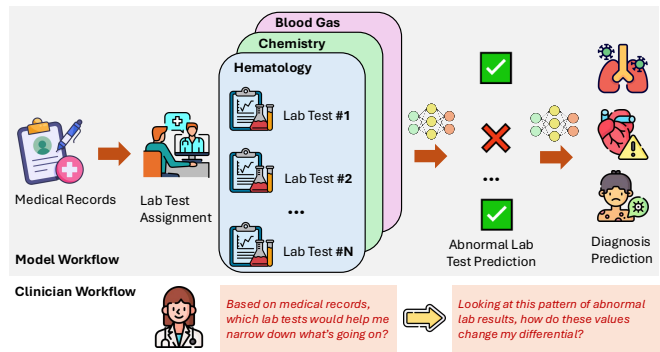 Blood Gas
Chemistry
Hematology
Lab Test #1
Lab Test #2
...
Lab Test #N
Medical Records
Lab Test
Assignment
...
Abnormal Lab
Test Prediction
Diagnosis
Prediction
Model Workflow
Clinician Workflow
Based on medical records,
which lab tests would help me
narrow down what's going on?
Looking at this pattern of abnormal
lab results, how do these values
change my differential?